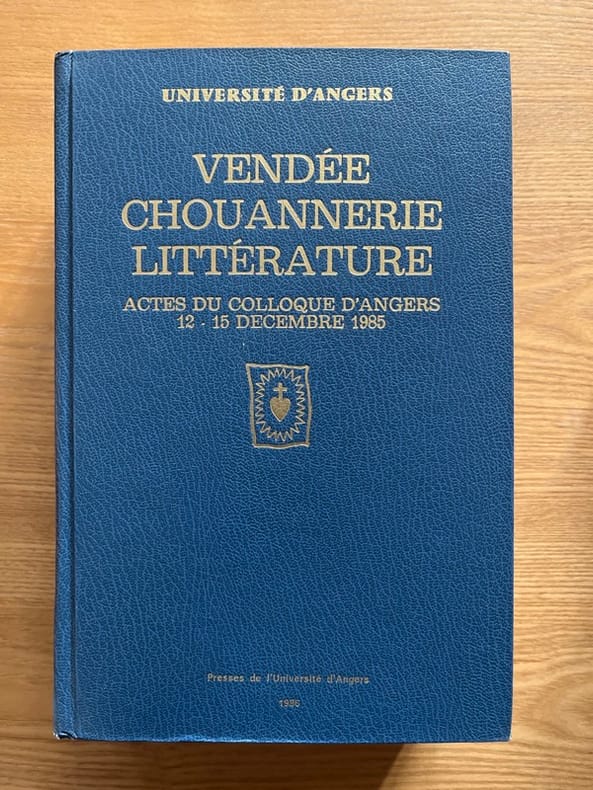 UNIVERSITÉ D'ANGERS
VENDÉE
CHOUANNERIE
LITTÉRATURE
ACTES DU COLLOQUE D'ANGERS
12 - 15 DECEMBRE 1985
Presses de l'Université d'Angers
1986